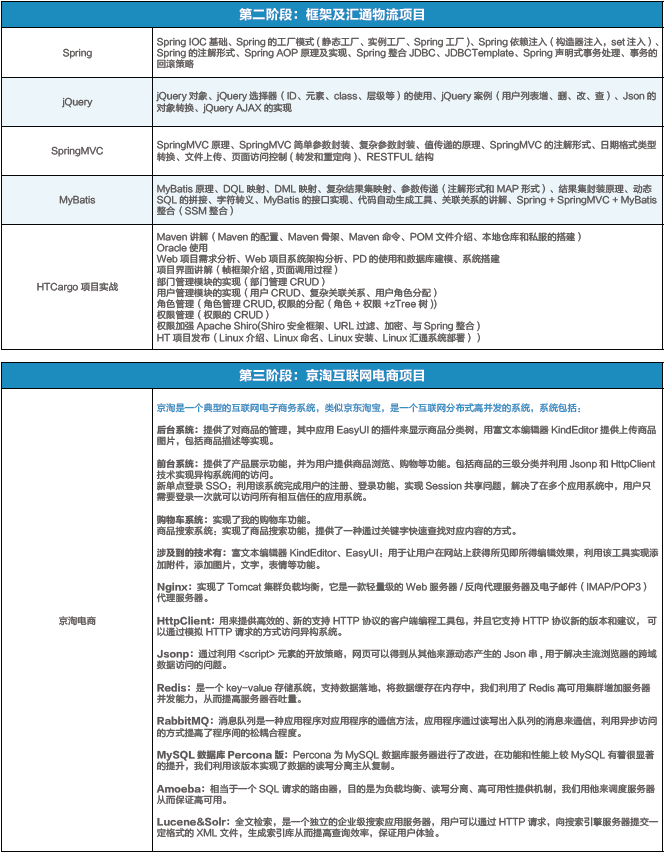 第二阶段：框架及汇通物流项目
Spring
Spring IOC 基础、Spring 的工厂模式 ( 静态工厂、实例工厂、Spring 工厂 )、Spring 依赖注入（构造器注入，set 注入）、
Spring 的注解形式、Spring AOP 原理及实现、Spring 整合 JDBC、JDBCTemplate、Spring 声明式事务处理、事务的
回滚策略
jQuery
jQuery 对象、jQuery 选择器（ID、元素、class、层级等）的使用、jQuery 案例（用户列表增、删、改、查）、Json 的
对象转换、jQuery AJAX 的实现
SpringMVC
SpringMVC 原理、SpringMVC 简单参数封装、复杂参数封装、值传递的原理、SpringMVC 的注解形式、日期格式类型
转换、文件上传、页面访问控制 ( 转发和重定向 )、RESTFUL 结构
MyBatis
MyBatis 原理、DQL 映射、DML 映射、复杂结果集映射、参数传递（注解形式和 MAP 形式）、结果集封装原理、动态
SQL 的拼接、字符转义、MyBatis 的接口实现、代码自动生成工具、关联关系的讲解、Spring + SpringMVC + MyBatis
整合（SSM 整合）
HTCargo 项目实战
Maven 讲解（Maven 的配置、Maven 骨架、Maven 命令、POM 文件介绍、本地仓库和私服的搭建）
Oracle 使用
Web 项目需求分析、Web 项目系统架构分析、PD 的使用和数据库建模、系统搭建
项目界面讲解（帧框架介绍 , 页面调用过程）
部门管理模块的实现（部门管理 CRUD）
用户管理模块的实现（用户 CRUD、复杂关联关系、用户角色分配）
角色管理（角色管理 CRUD, 权限的分配（角色 + 权限 +zTree 树 ))
权限管理（权限的 CRUD）
权限加强 Apache Shiro(Shiro 安全框架、URL 过滤、加密、与 Spring 整合 )
HT 项目发布（Linux 介绍、Linux 命名、Linux 安装、Linux 汇通系统部署））
第三阶段：京淘互联网电商项目
京淘电商
京淘是一个典型的互联网电子商务系统，类似京东淘宝，是一个互联网分布式高并发的系统，系统包括：
后台系统：提供了对商品的管理，其中应用 EasyUI 的插件来显示商品分类树，用富文本编辑器 KindEditor 提供上传商品
图片，包括商品描述等实现。
前台系统：提供了产品展示功能，并为用户提供商品浏览、购物等功能。包括商品的三级分类并利用 Jsonp 和 HttpClient
技术实现异构系统间的访问。
新单点登录 SSO：利用该系统完成用户的注册、登录功能，实现 Session 共享问题，解决了在多个应用系统中，用户只
需要登录一次就可以访问所有相互信任的应用系统。
购物车系统：实现了我的购物车功能。
商品搜索系统：实现了商品搜索功能，提供了一种通过关键字快速查找对应内容的方式。
涉及到的技术有：富文本编辑器 KindEditor、EasyUI：用于让用户在网站上获得所见即所得编辑效果，利用该工具实现添
加附件，添加图片，文字，表情等功能。
Nginx：实现了 Tomcat 集群负载均衡，它是一款轻量级的 Web 服务器 / 反向代理服务器及电子邮件（IMAP/POP3）
代理服务器。
HttpClient：用来提供高效的、新的支持 HTTP 协议的客户端编程工具包，并且它支持 HTTP 协议新的版本和建议， 可
以通过模拟 HTTP 请求的方式访问异构系统。
Jsonp：通过利用 <script> 元素的开放策略，网页可以得到从其他来源动态产生的 Json 串 , 用于解决主流浏览器的跨域
数据访问的问题。
Redis：是一个 key-value 存储系统，支持数据落地，将数据缓存在内存中，我们利用了 Redis 高可用集群增加服务器
并发能力，从而提高服务器吞吐量。
RabbitMQ：消息队列是一种应用程序对应用程序的通信方法，应用程序通过读写出入队列的消息来通信，利用异步访问
的方式提高了程序间的松耦合程度。
MySQL 数据库 Percona 版：Percona 为 MySQL 数据库服务器进行了改进，在功能和性能上较 MySQL 有着很显著
的提升，我们利用该版本实现了数据的读写分离主从复制。
Amoeba：相当于一个 SQL 请求的路由器，目的是为负载均衡、读写分离、高可用性提供机制，我们用他来调度服务器
从而保证高可用。
Lucene&Solr：全文检索，是一个独立的企业级搜索应用服务器，用户可以通过 HTTP 请求，向搜索引擎服务器提交一
定格式的 XML 文件，生成索引库从而提高查询效率，保证用户体验。